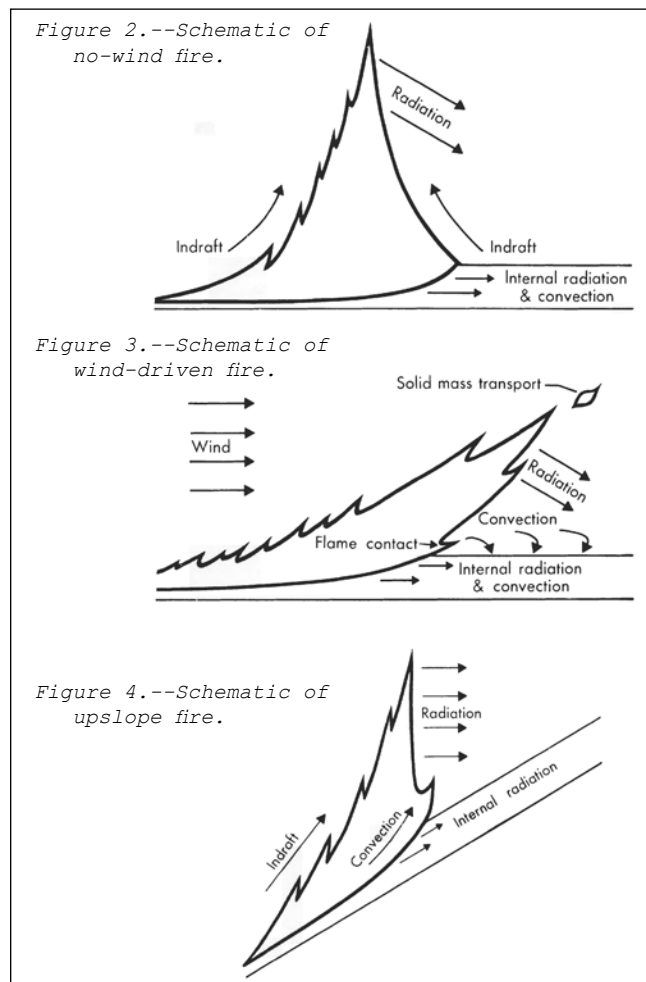 Figure 2.--Schematic of
no-wind fire.
Radiation
Indraft
Indraft
Internal radiation
& convection
Figure 3.--Schematic of
wind-driven fire.
Solid mass transport
Wind
Radiation
Convection
Flame contact
Internal radiation
& convection
Figure 4.--Schematic of
upslope fire.
Radiation
Indraft
Convection
Internal radiation